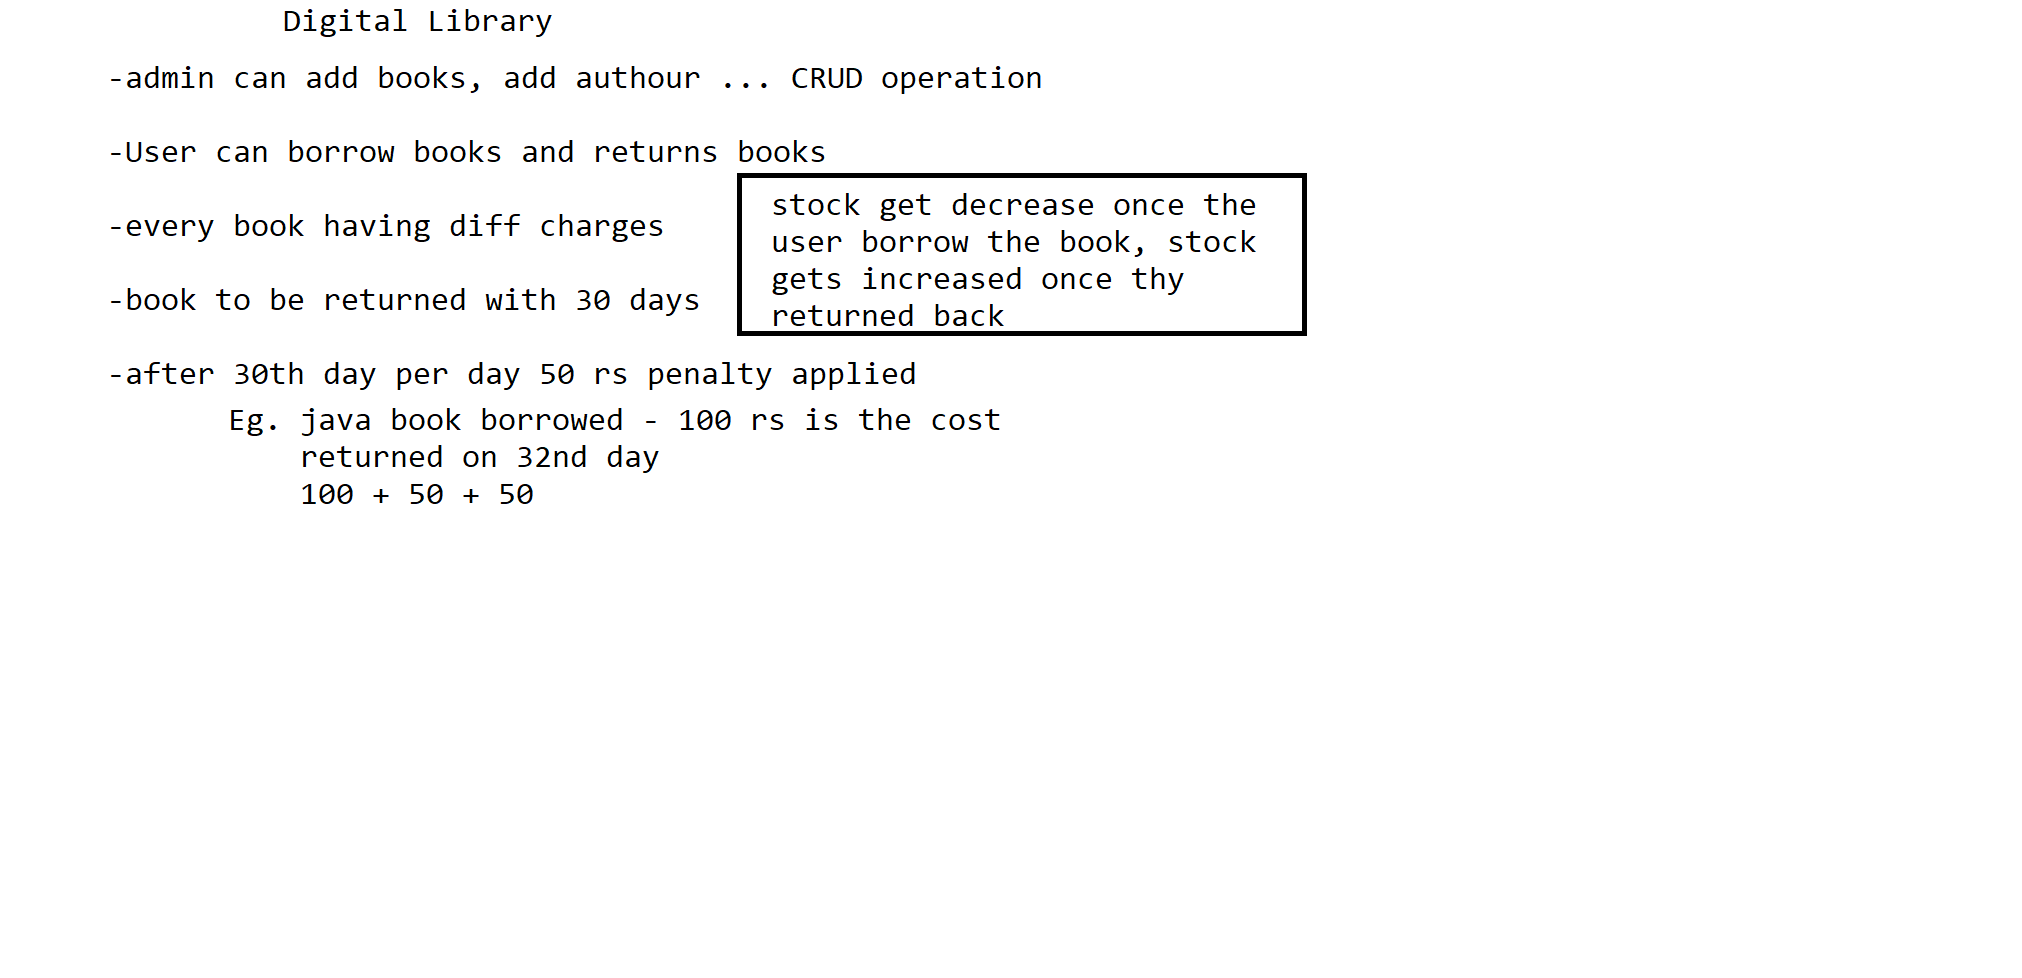 Digital Library
-admin can add books, add authour ... CRUD operation
-User can borrow books and returns books
-every book having diff charges
-book to be returned with 30 days
stock get decrease once the
user borrow the book, stock
gets increased once thy
returned back
-after 30th day per day 50 rs penalty applied
Eg. java book borrowed - 100 rs is the cost
returned on 32nd day
100 + 50 + 50